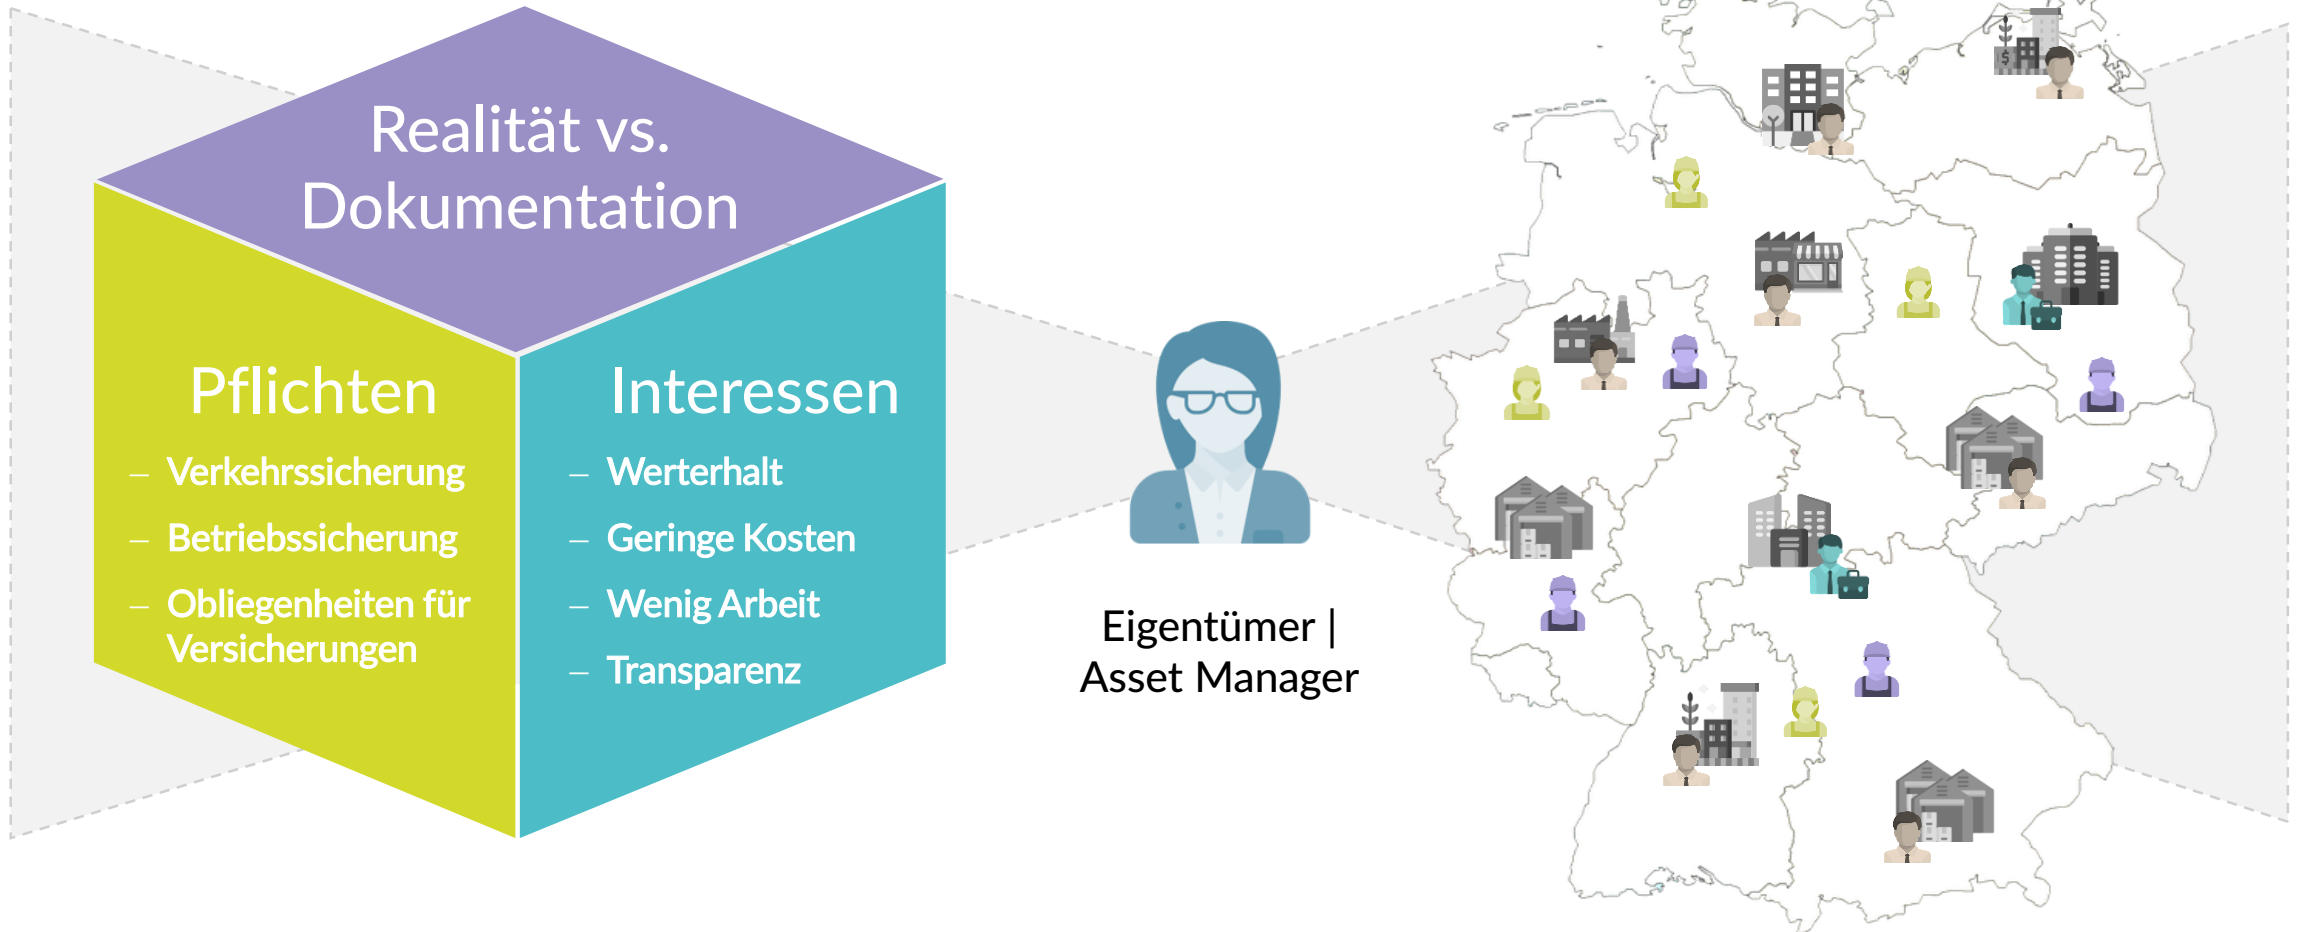 Realität vs.
Dokumentation
Pflichten
– Verkehrssicherung
– Betriebssicherung
– Obliegenheiten für
Versicherungen
Interessen
– Werterhalt
– Geringe Kosten
– Wenig Arbeit
– Transparenz
Eigentümer |
Asset Manager